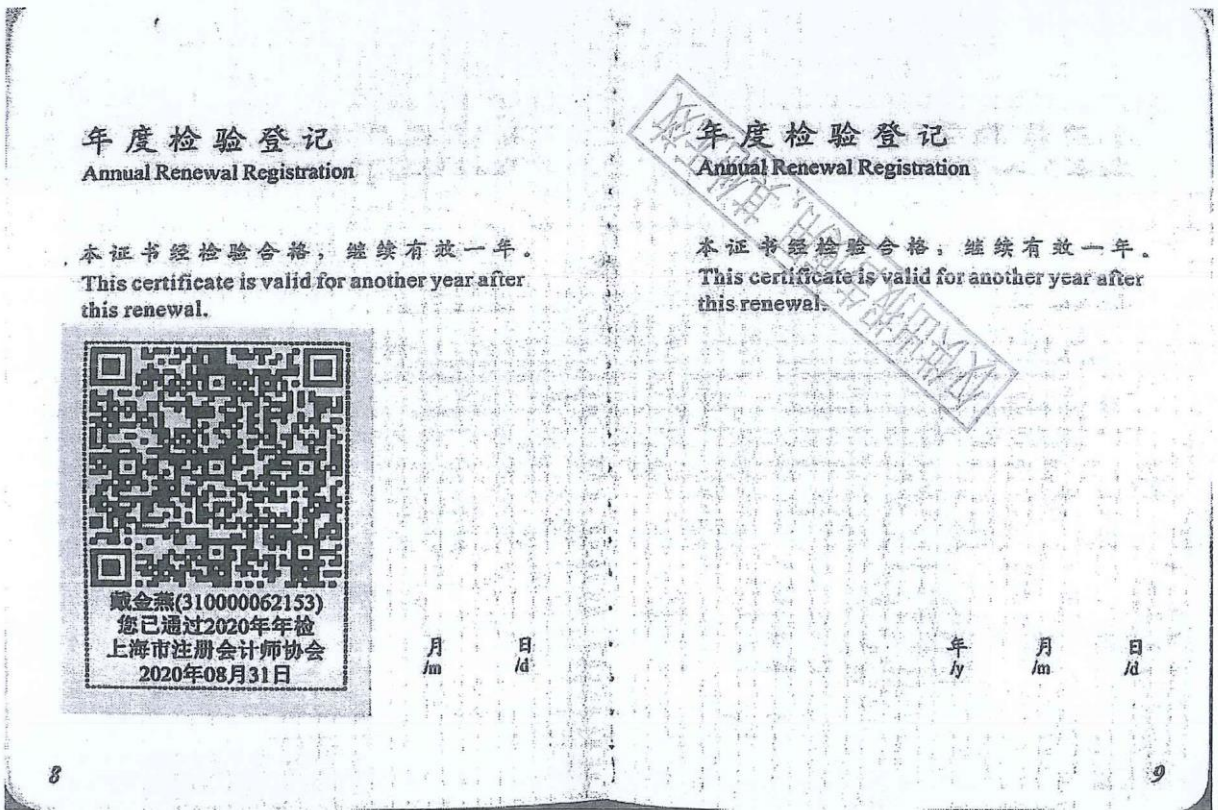 年度检验登记
Annual Renewal Registration
本证书经检验合格，继续有效一年。
This certificate is valid for another year after
this renewal.
戴金燕(310000062153)
您已通过2020年年检
上海市注册会计师协会
2020年08月31日
月 日
/m /d
8
年度检验登记
Annual Renewal Registration
本证书经检验合格，继续有效一年。
This certificate is valid for another year after
this renewal.
年 月 日
/y /m /d
9